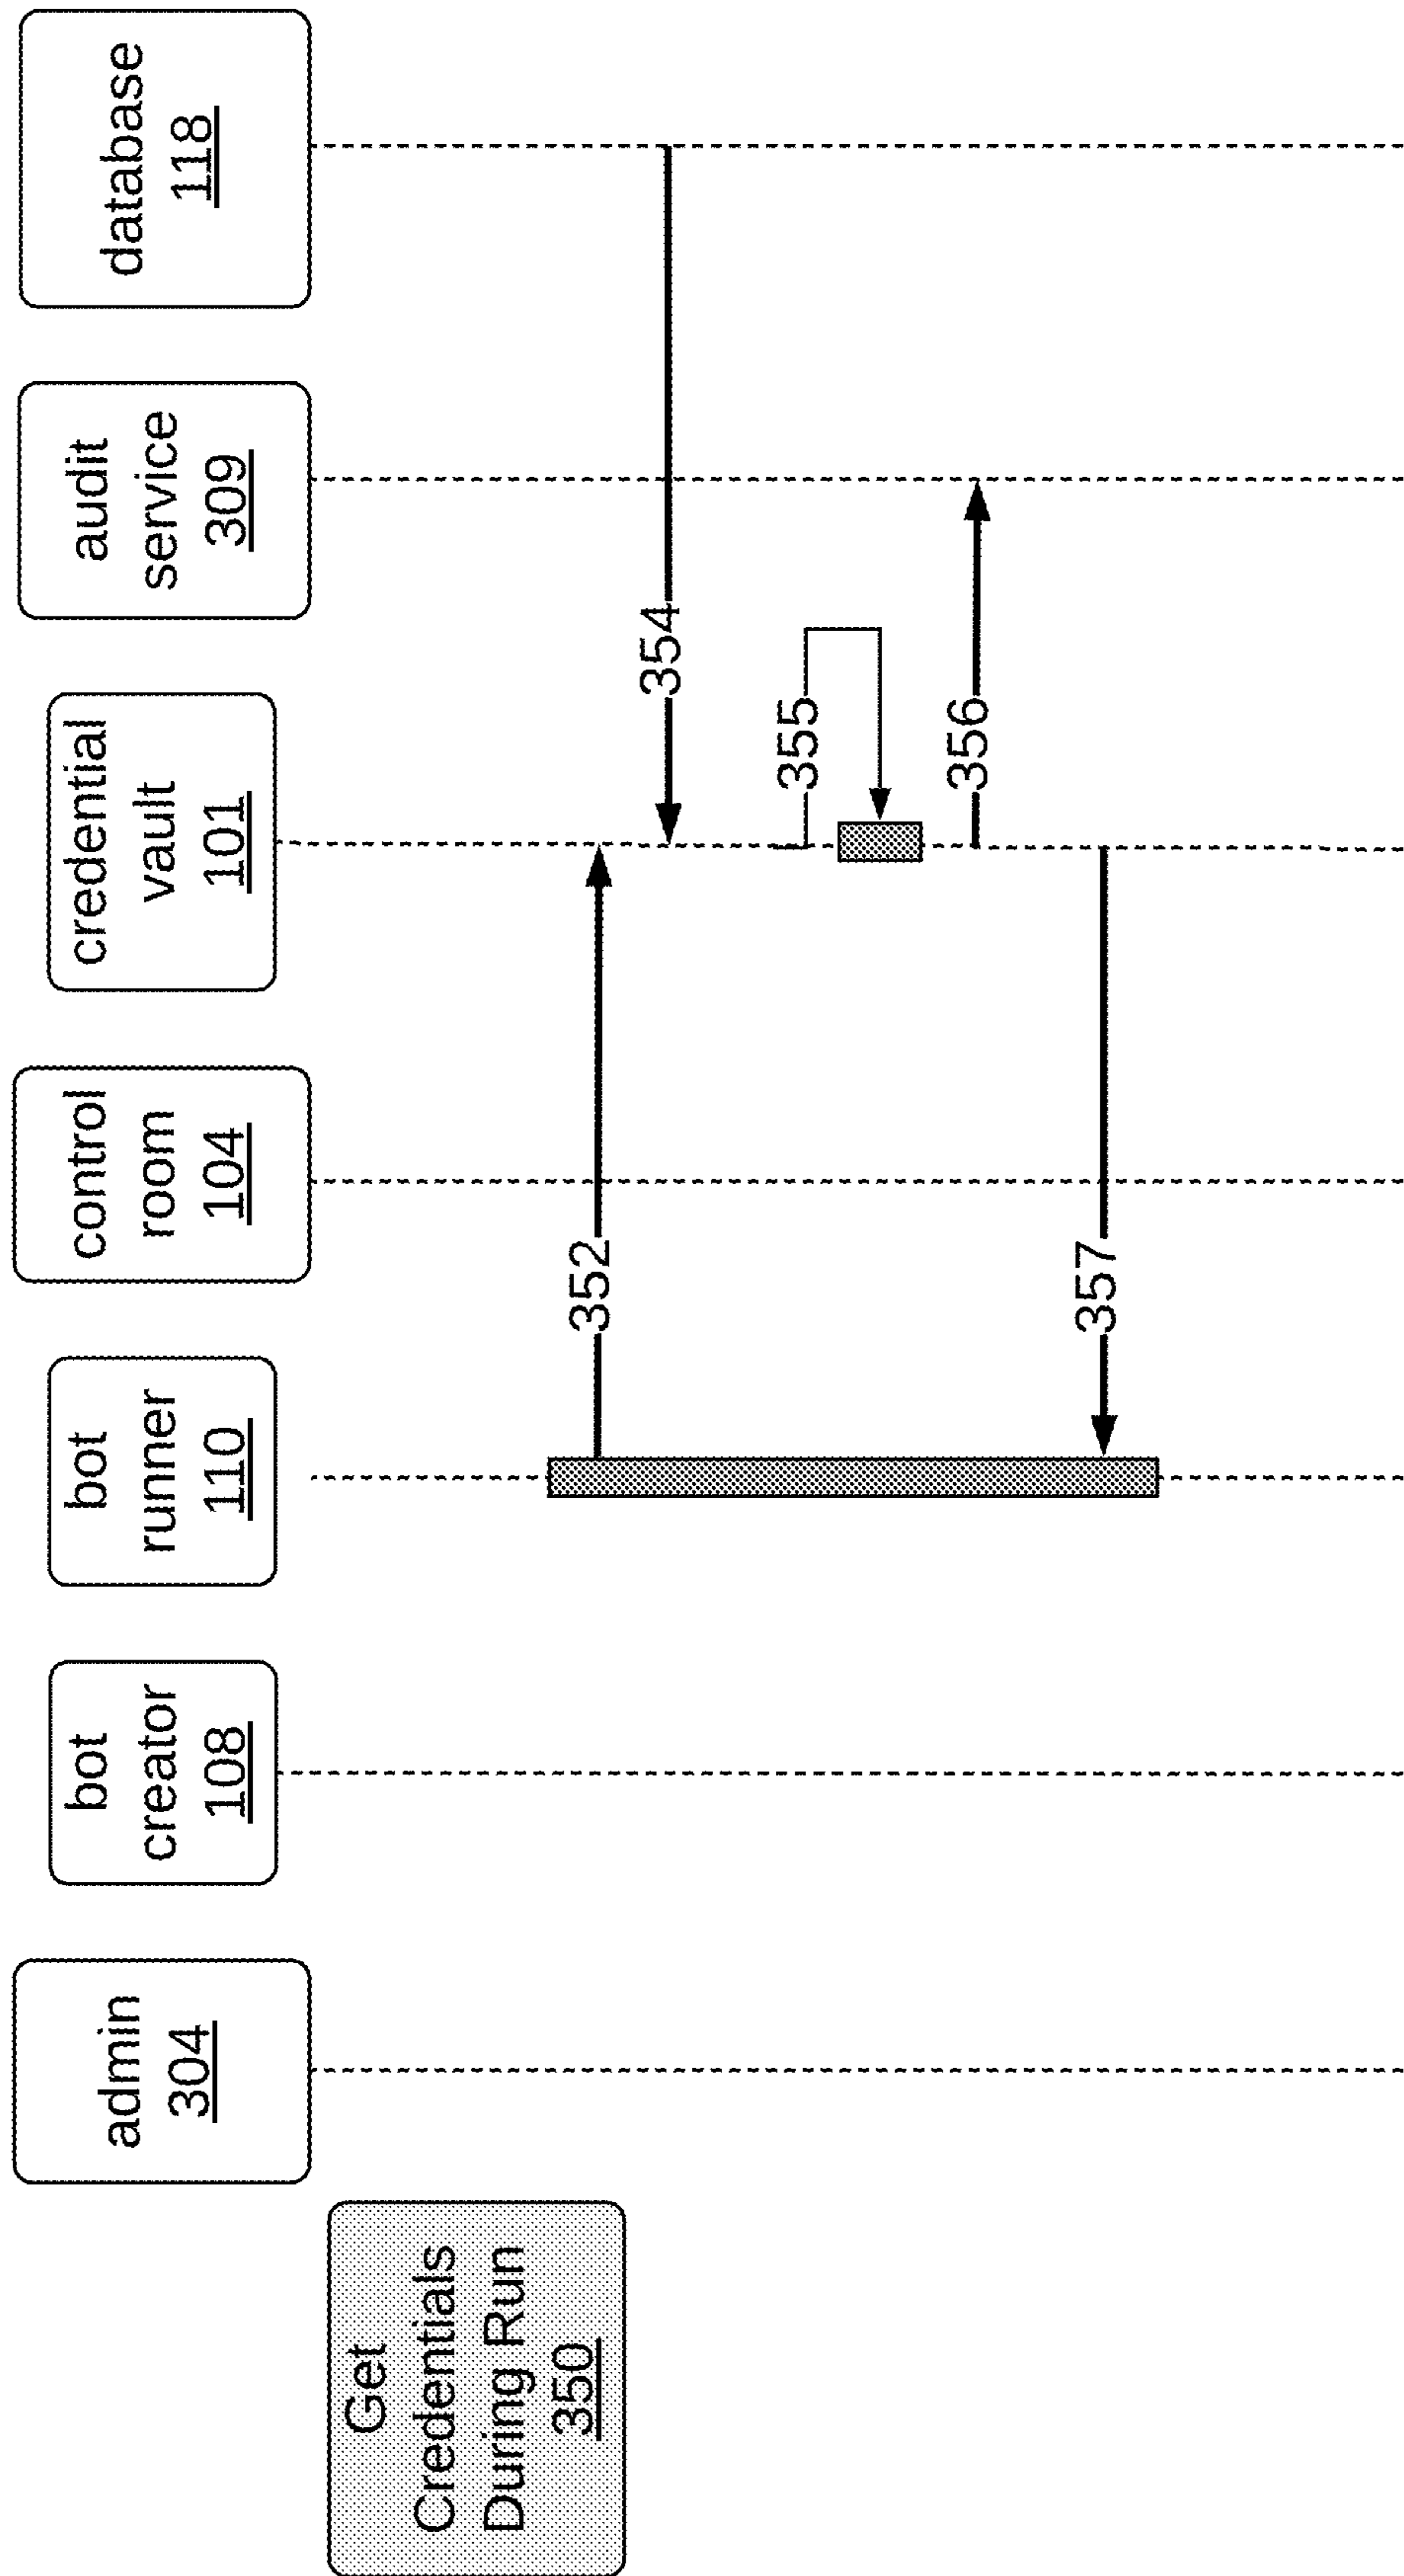 admin
304
bot
creator
108
bot
runner
110
control
room
104
credential
vault
101
audit
service
309
database
118
Get
Credentials
During Run
350
352
354
355
356
357